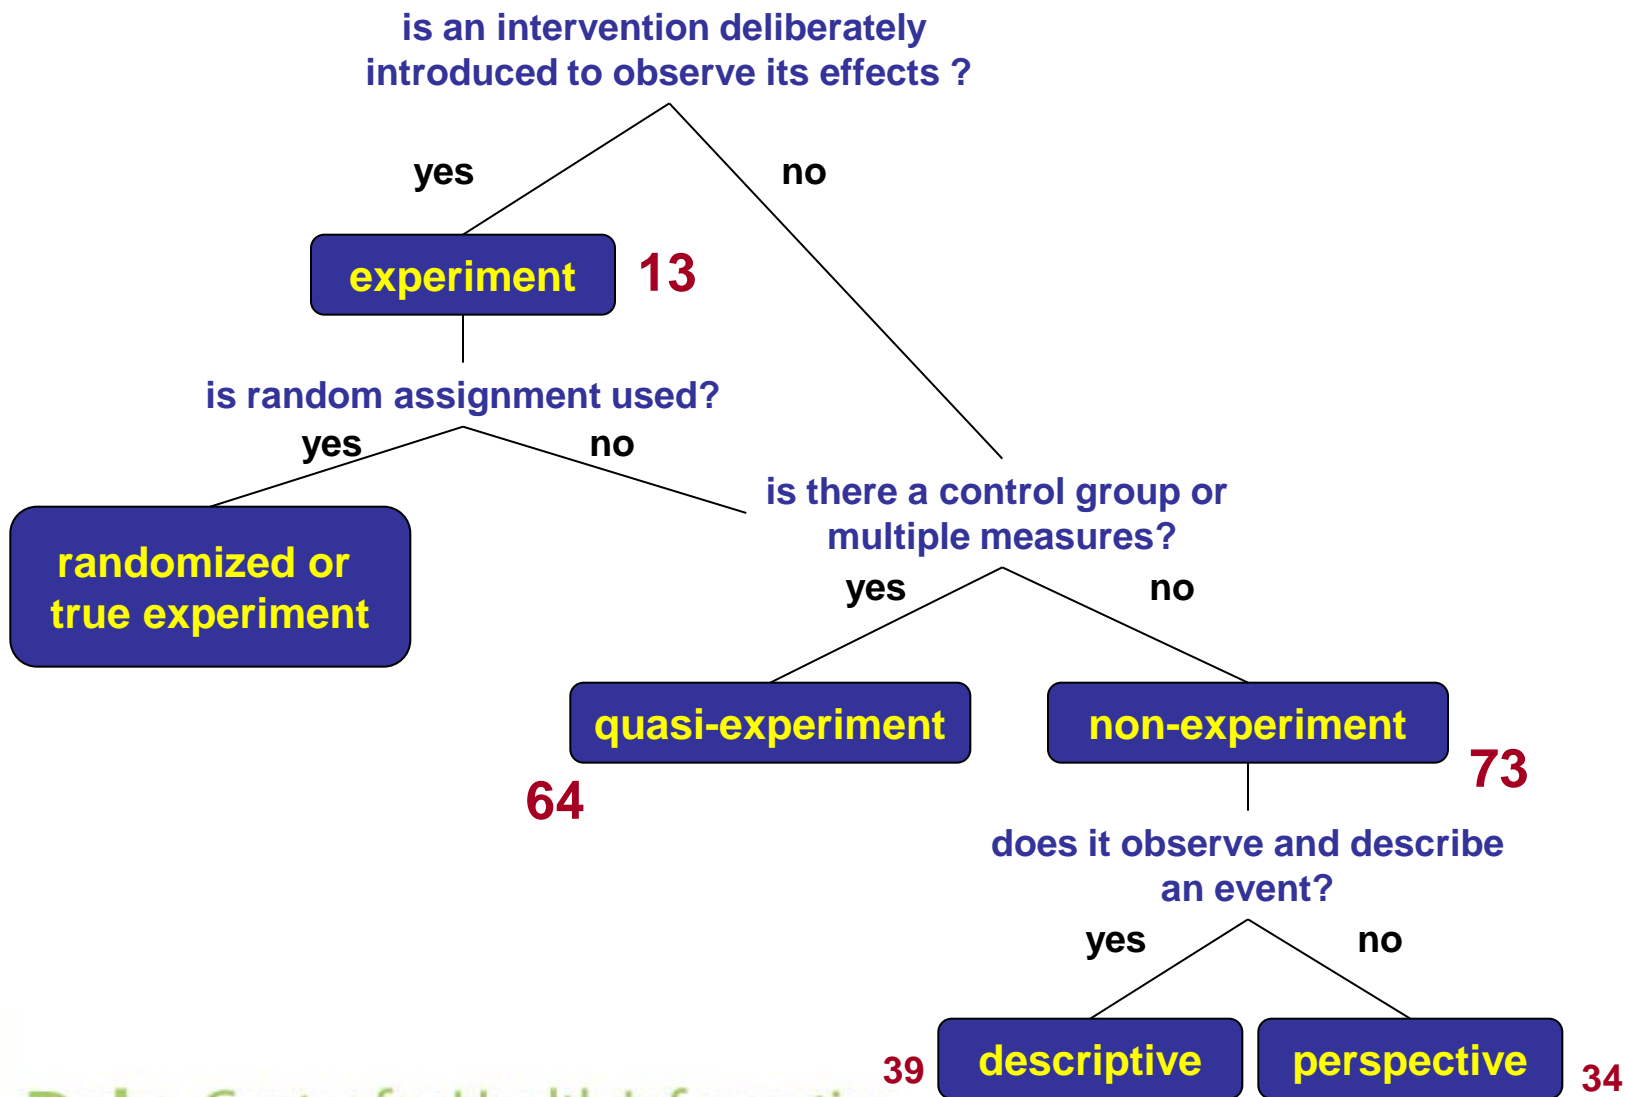 is an intervention deliberately
introduced to observe its effects ?
yes
no
experiment
13
is random assignment used?
yes
no
is there a control group or
multiple measures?
randomized or
true experiment
yes
no
quasi-experiment
non-experiment
64
73
does it observe and describe
an event?
yes
no
39
descriptive
perspective
34